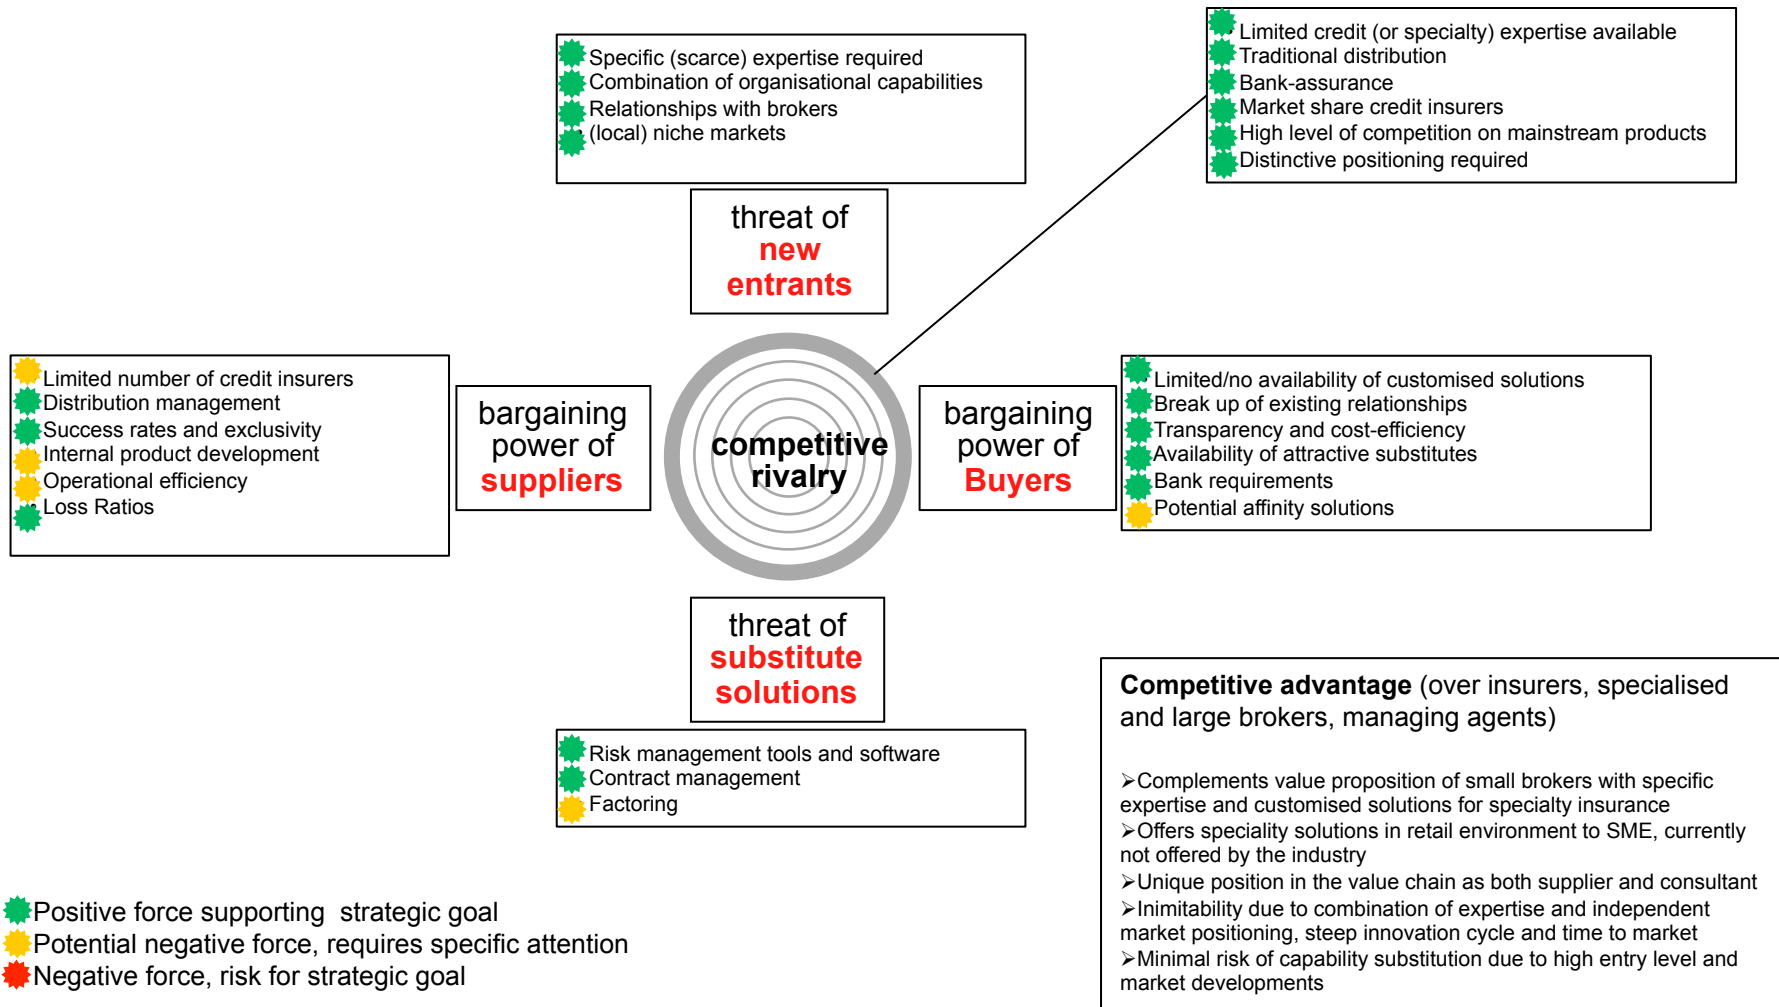 Specific (scarce) expertise required
Combination of organisational capabilities
Relationships with brokers
(local) niche markets
Limited credit (or specialty) expertise available
Traditional distribution
Bank-assurance
Market share credit insurers
High level of competition on mainstream products
Distinctive positioning required
threat of
new
entrants
Limited number of credit insurers
Distribution management
Success rates and exclusivity
Internal product development
Operational efficiency
Loss Ratios
bargaining
power of
suppliers
competitive
rivalry
bargaining
power of
Buyers
Limited/no availability of customised solutions
Break up of existing relationships
Transparency and cost-efficiency
Availability of attractive substitutes
Bank requirements
Potential affinity solutions
threat of
substitute
solutions
Risk management tools and software
Contract management
Factoring
Competitive advantage (over insurers, specialised
and large brokers, managing agents)
➢Complements value proposition of small brokers with specific
expertise and customised solutions for specialty insurance
➢Offers speciality solutions in retail environment to SME, currently
not offered by the industry
➢Unique position in the value chain as both supplier and consultant
➢Inimitability due to combination of expertise and independent
market positioning, steep innovation cycle and time to market
➢Minimal risk of capability substitution due to high entry level and
market developments
Positive force supporting strategic goal
Potential negative force, requires specific attention
Negative force, risk for strategic goal